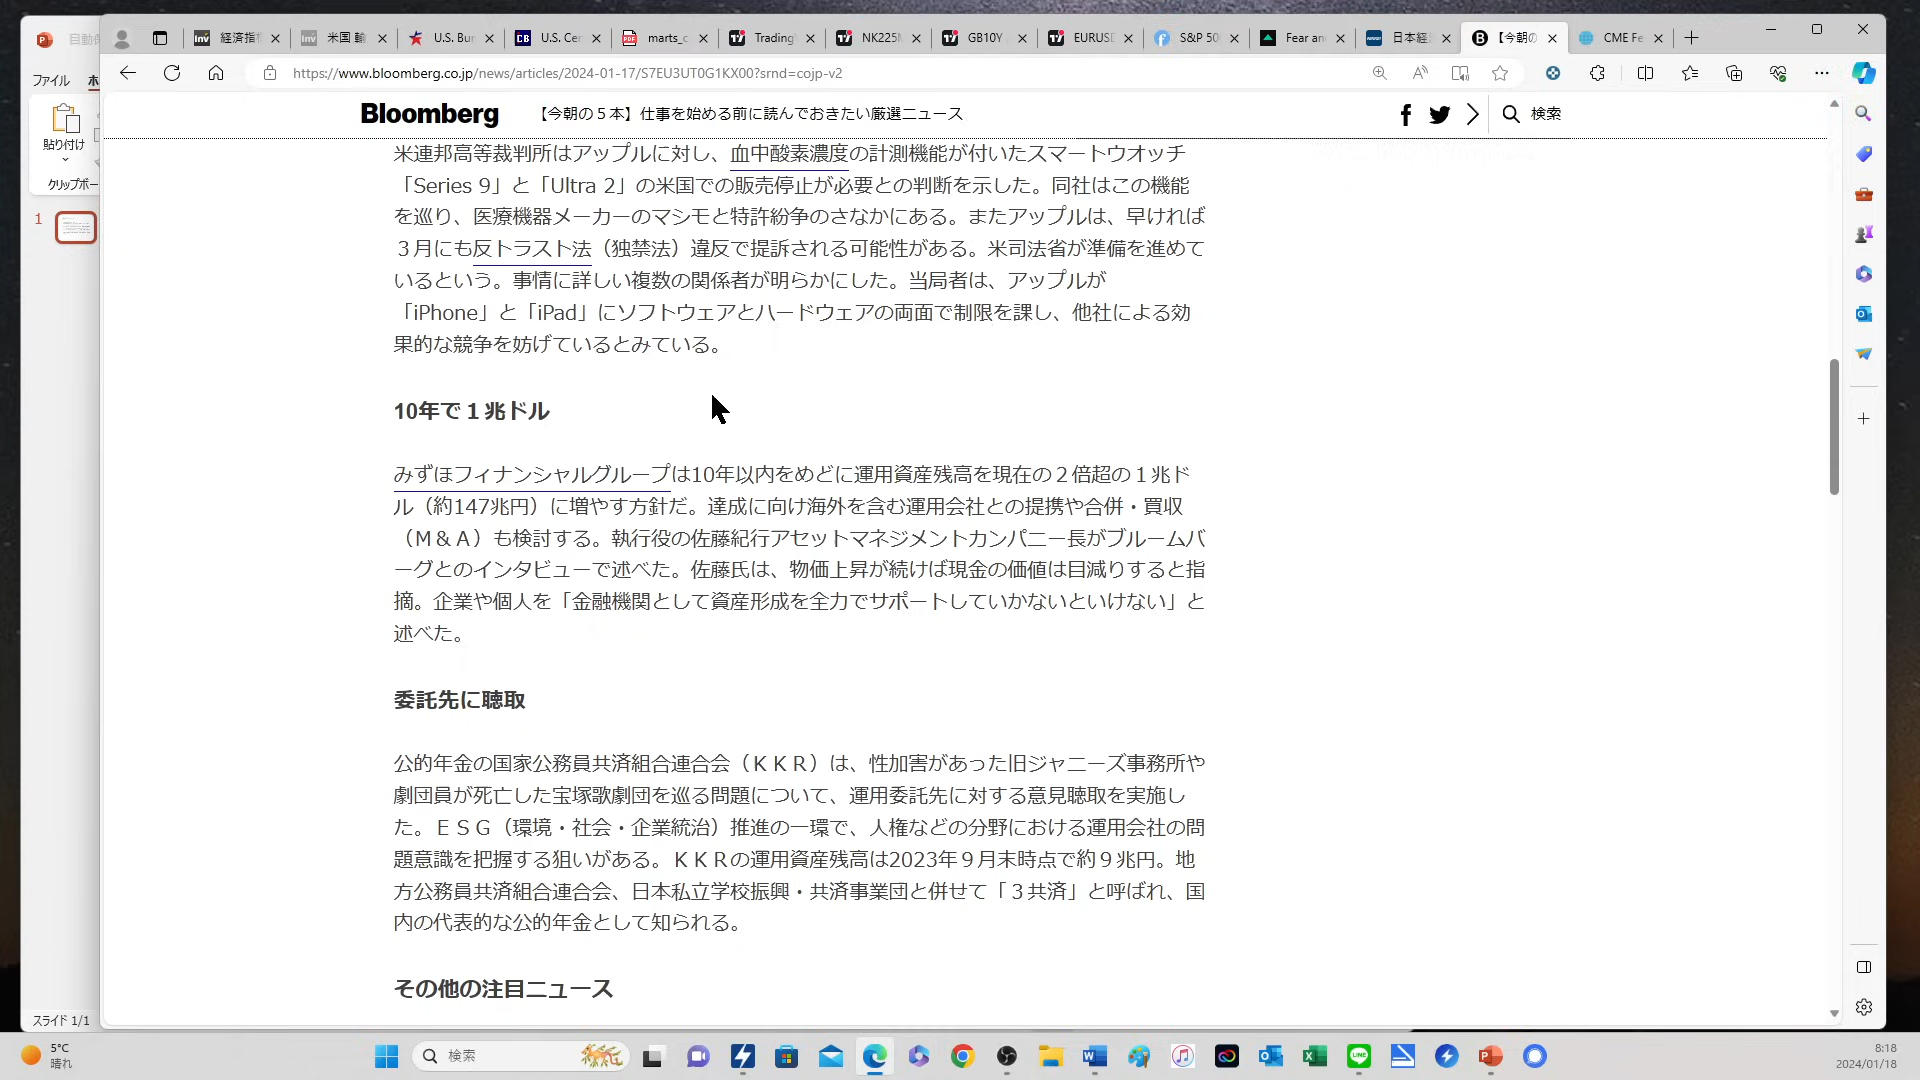 自動保
経済指標
米国 輸
U.S. Bur
U.S. Cen
marts_c
Trading
NK225
GB10Y
EURUSD
S&P 50
Fear an
日本経
【今朝の
CME Fe
ファイル
ホ
https://www.bloomberg.co.jp/news/articles/2024-01-17/S7EU3UT0G1KX00?srnd=cojp-v2
貼り付け
クリップボー
1
Bloomberg
【今朝の５本】仕事を始める前に読んでおきたい厳選ニュース
検索
米連邦高等裁判所はアップルに対し、血中酸素濃度の計測機能が付いたスマートウオッチ
「Series 9」と「Ultra 2」の米国での販売停止が必要との判断を示した。同社はこの機能
を巡り、医療機器メーカーのマシモと特許紛争のさなかにある。またアップルは、早ければ
３月にも反トラスト法（独禁法）違反で提訴される可能性がある。米司法省が準備を進めて
いるという。事情に詳しい複数の関係者が明らかにした。当局者は、アップルが
「iPhone」と「iPad」にソフトウェアとハードウェアの両面で制限を課し、他社による効
果的な競争を妨げているとみている。
10年で１兆ドル
みずほフィナンシャルグループは10年以内をめどに運用資産残高を現在の２倍超の１兆ド
ル（約147兆円）に増やす方針だ。達成に向け海外を含む運用会社との提携や合併・買収
（Ｍ＆Ａ）も検討する。執行役の佐藤紀行アセットマネジメントカンパニー長がブルームバ
ーグとのインタビューで述べた。佐藤氏は、物価上昇が続けば現金の価値は目減りすると指
摘。企業や個人を「金融機関として資産形成を全力でサポートしていかないといけない」と
述べた。
委託先に聴取
公的年金の国家公務員共済組合連合会（ＫＫＲ）は、性加害があった旧ジャニーズ事務所や
劇団員が死亡した宝塚歌劇団を巡る問題について、運用委託先に対する意見聴取を実施し
た。ＥＳＧ（環境・社会・企業統治）推進の一環で、人権などの分野における運用会社の問
題意識を把握する狙いがある。ＫＫＲの運用資産残高は2023年９月末時点で約９兆円。地
方公務員共済組合連合会、日本私立学校振興・共済事業団と併せて「３共済」と呼ばれ、国
内の代表的な公的年金として知られる。
その他の注目ニュース
スライド 1/1
5°C
晴れ
検索
8:18
2024/01/18